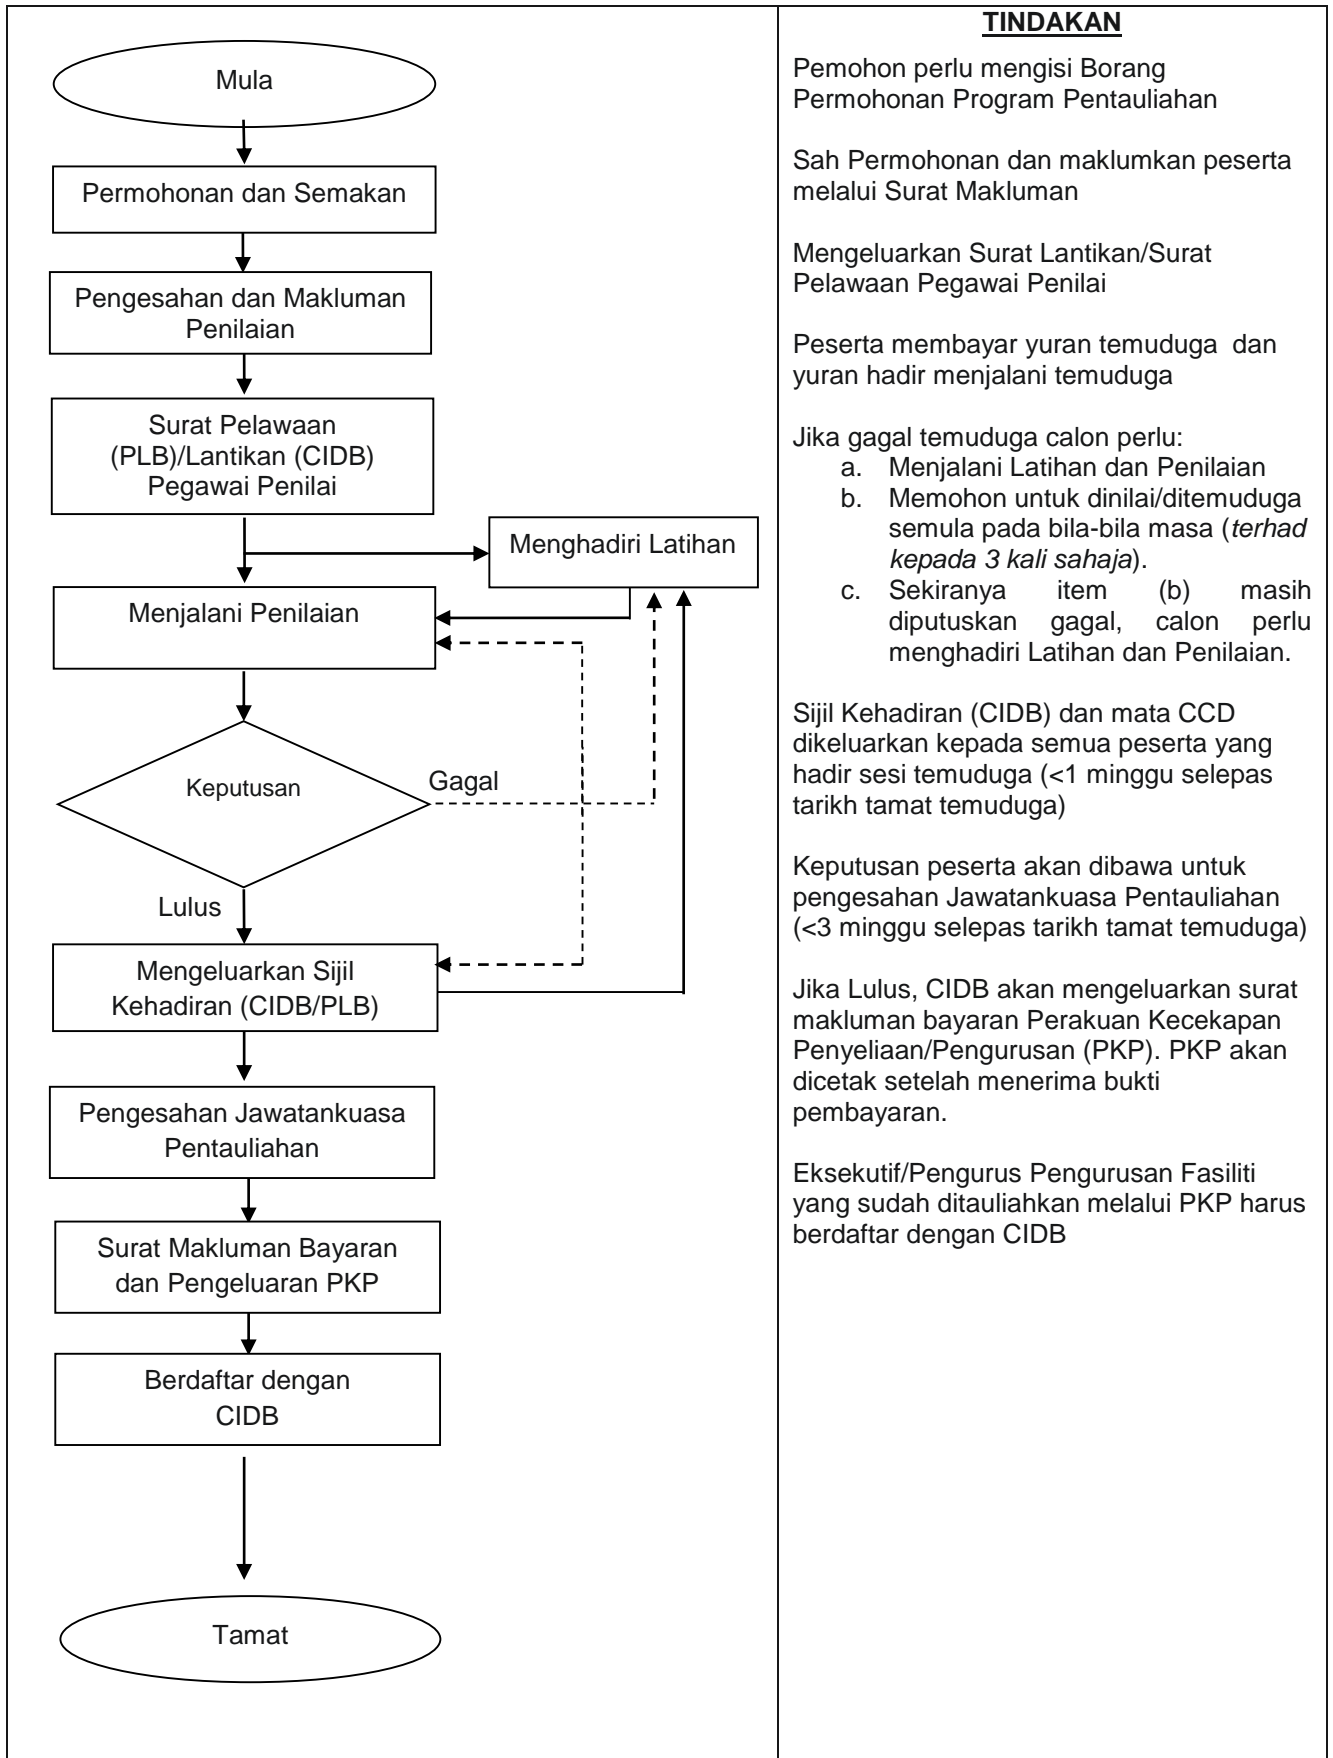 Mula
Permohonan dan Semakan
Pengesahan dan Makluman
Penilaian
Surat Pelawaan
(PLB)/Lantikan (CIDB)
Pegawai Penilai
Menghadiri Latihan
Menjalani Penilaian
Keputusan
Gagal
Lulus
Mengeluarkan Sijil
Kehadiran (CIDB/PLB)
Pengesahan Jawatankuasa
Pentauliahan
Surat Makluman Bayaran
dan Pengeluaran PKP
Berdaftar dengan
CIDB
Tamat
TINDAKAN
Pemohon perlu mengisi Borang
Permohonan Program Pentauliahan
Sah Permohonan dan maklumkan peserta
melalui Surat Makluman
Mengeluarkan Surat Lantikan/Surat
Pelawaan Pegawai Penilai
Peserta membayar yuran temuduga dan
yuran hadir menjalani temuduga
Jika gagal temuduga calon perlu:
a. Menjalani Latihan dan Penilaian
b. Memohon untuk dinilai/ditemuduga
semula pada bila-bila masa (terhad
kepada 3 kali sahaja).
c. Sekiranya item (b) masih
diputuskan gagal, calon perlu
menghadiri Latihan dan Penilaian.
Sijil Kehadiran (CIDB) dan mata CCD
dikeluarkan kepada semua peserta yang
hadir sesi temuduga (<1 minggu selepas
tarikh tamat temuduga)
Keputusan peserta akan dibawa untuk
pengesahan Jawatankuasa Pentauliahan
(<3 minggu selepas tarikh tamat temuduga)
Jika Lulus, CIDB akan mengeluarkan surat
makluman bayaran Perakuan Kecekapan
Penyeliaan/Pengurusan (PKP). PKP akan
dicetak setelah menerima bukti
pembayaran.
Eksekutif/Pengurus Pengurusan Fasiliti
yang sudah ditauliahkan melalui PKP harus
berdaftar dengan CIDB